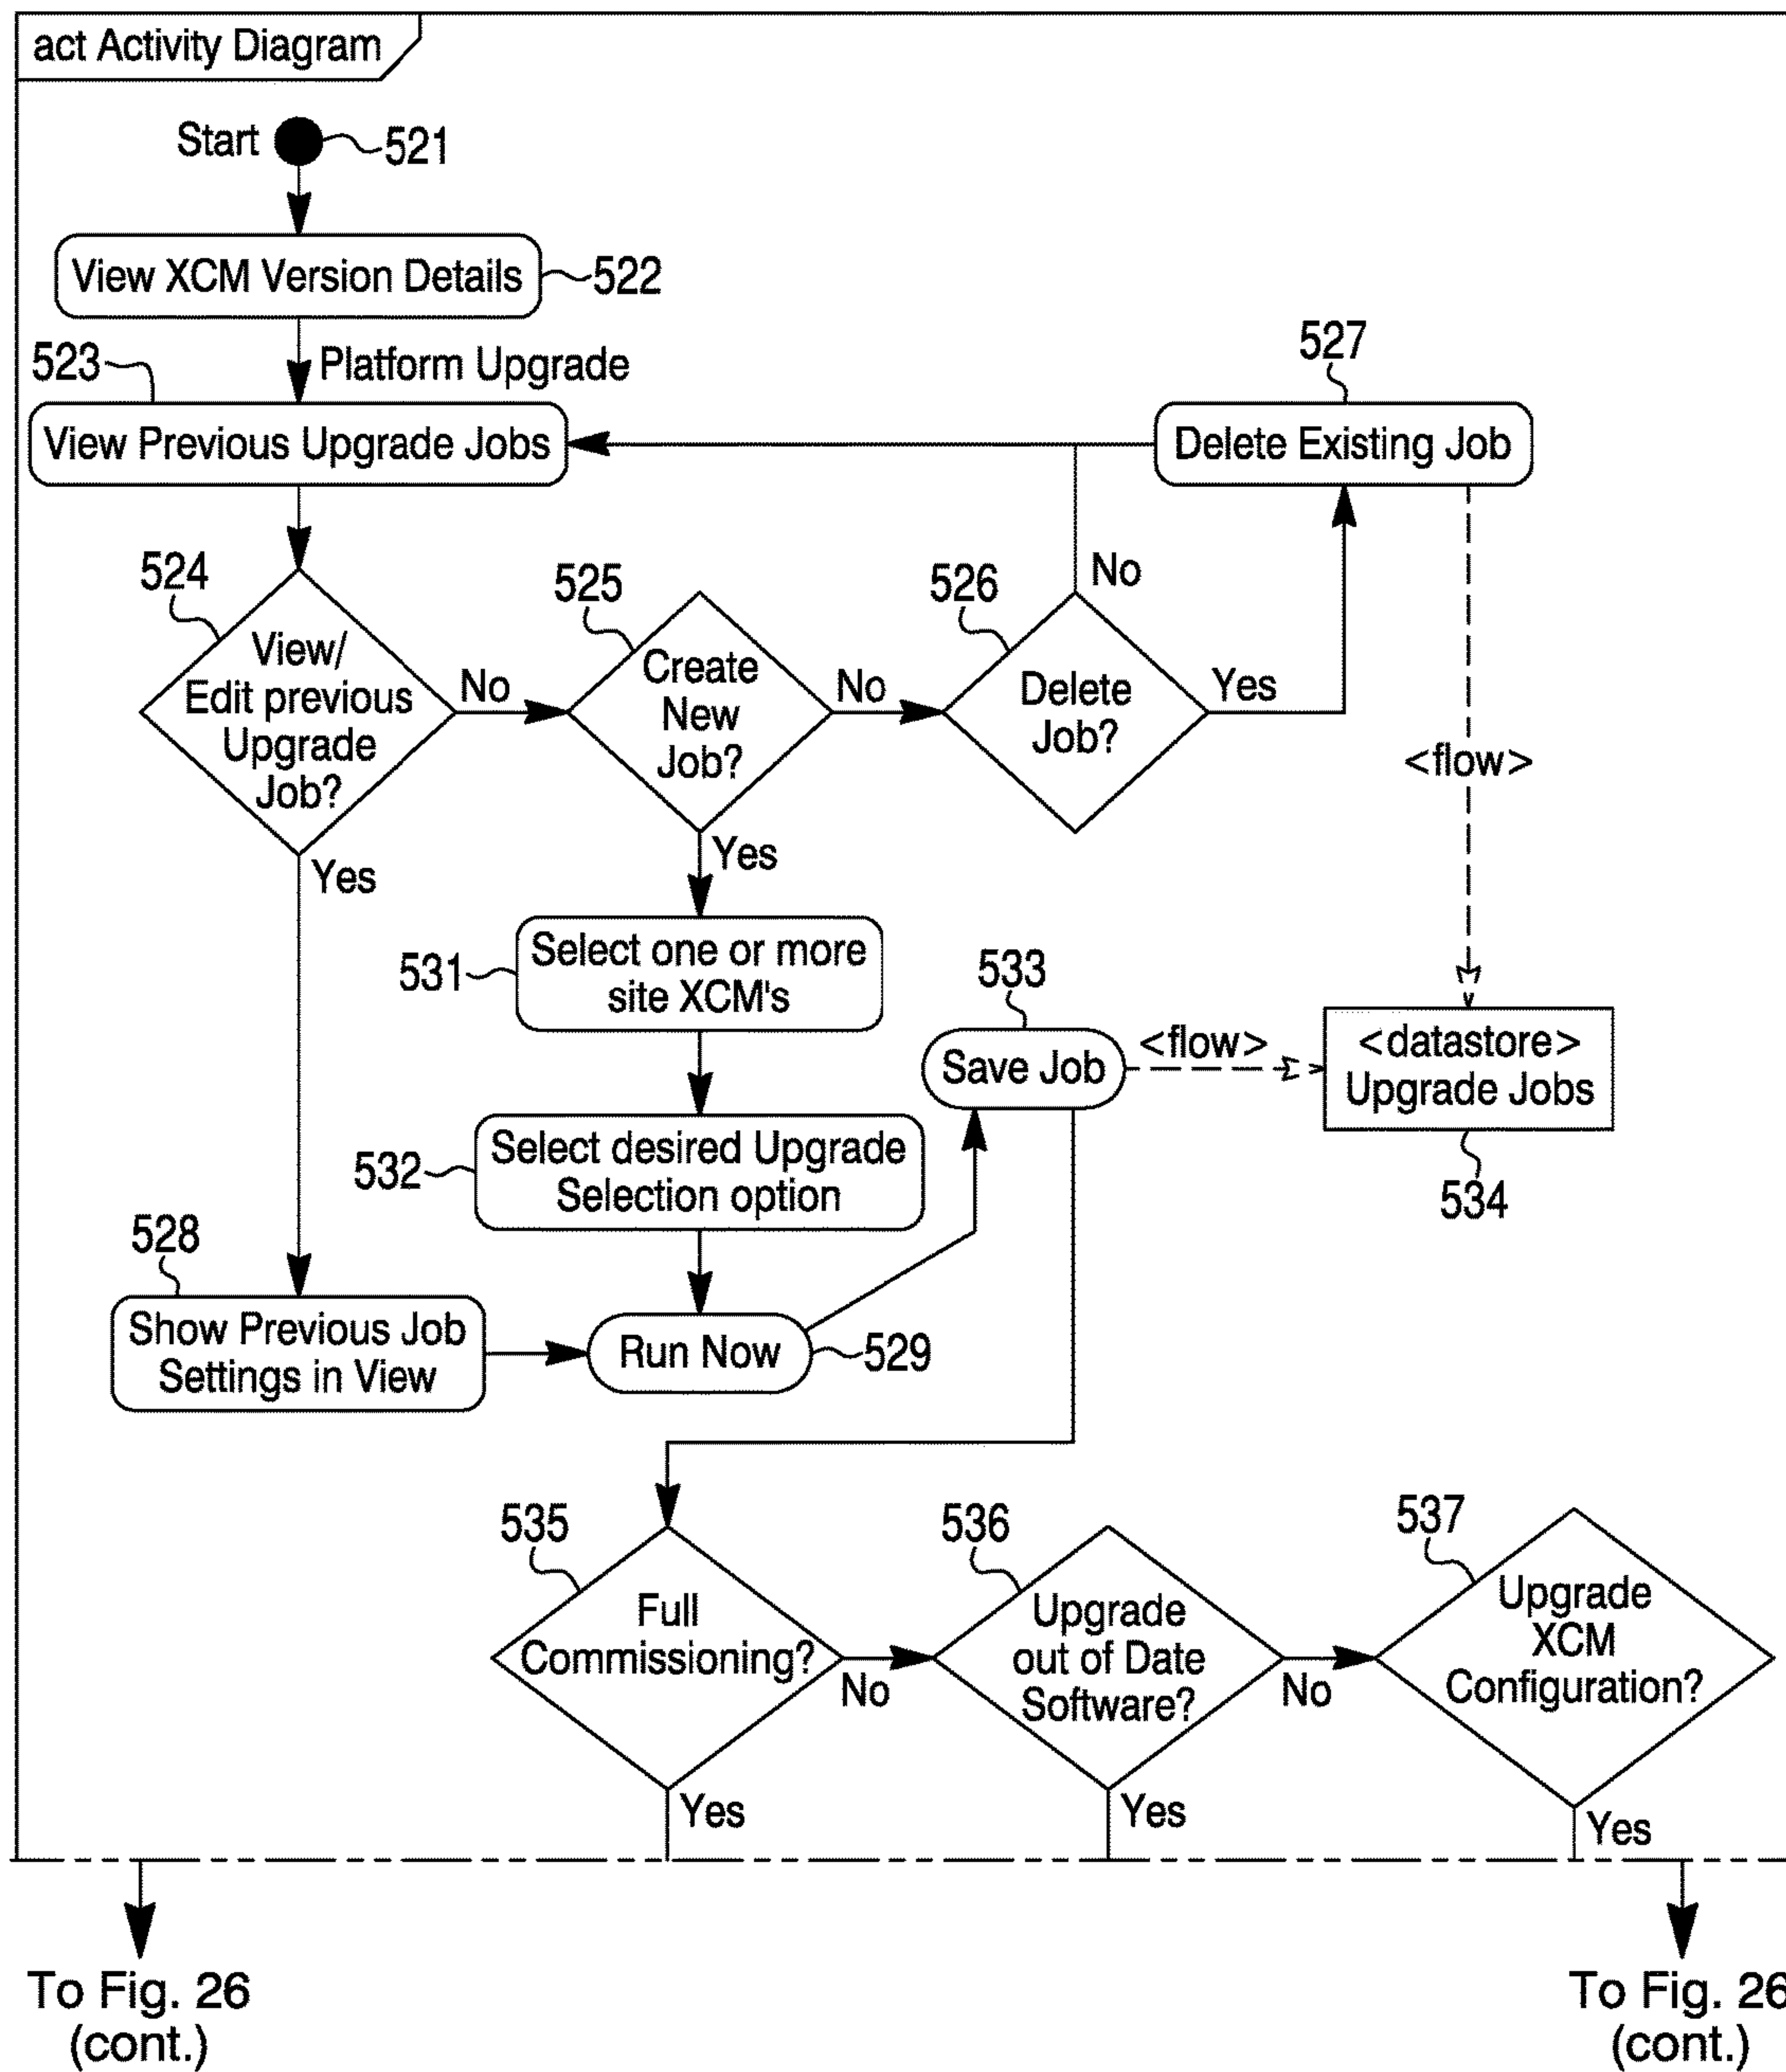 act Activity Diagram
Start
521
View XCM Version Details
522
523
Platform Upgrade
527
View Previous Upgrade Jobs
Delete Existing Job
524
525
526
No
View/
Edit previous
Upgrade
Job?
No
Create
New
Job?
No
Delete
Job?
Yes
<flow>
Yes
Yes
531
Select one or more
site XCM's
533
Save Job
<flow>
<datastore>
Upgrade Jobs
534
532
Select desired Upgrade
Selection option
528
Show Previous Job
Settings in View
Run Now
529
535
536
537
Full
Commissioning?
No
Upgrade
out of Date
Software?
No
Upgrade
XCM
Configuration?
Yes
Yes
Yes
To Fig. 26
(cont.)
To Fig. 26
(cont.)